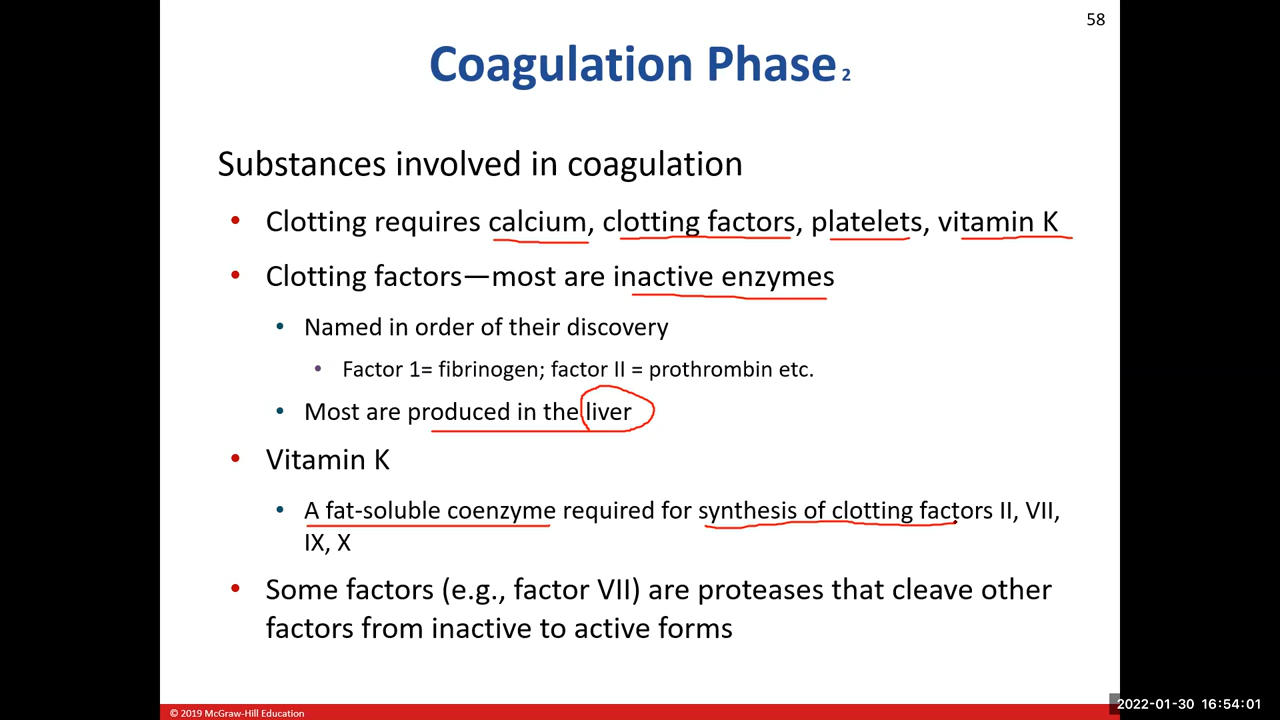 58
Coagulation Phase 2
Substances involved in coagulation
• Clotting requires calcium, clotting factors, platelets, vitamin K
• Clotting factors—most are inactive enzymes
• Named in order of their discovery
• Factor 1= fibrinogen; factor II = prothrombin etc.
• Most are produced in the liver
• Vitamin K
• A fat-soluble coenzyme required for synthesis of clotting factors II, VII,
IX, X
• Some factors (e.g., factor VII) are proteases that cleave other
factors from inactive to active forms
© 2019 McGraw-Hill Education
2022-01-30 16:54:01